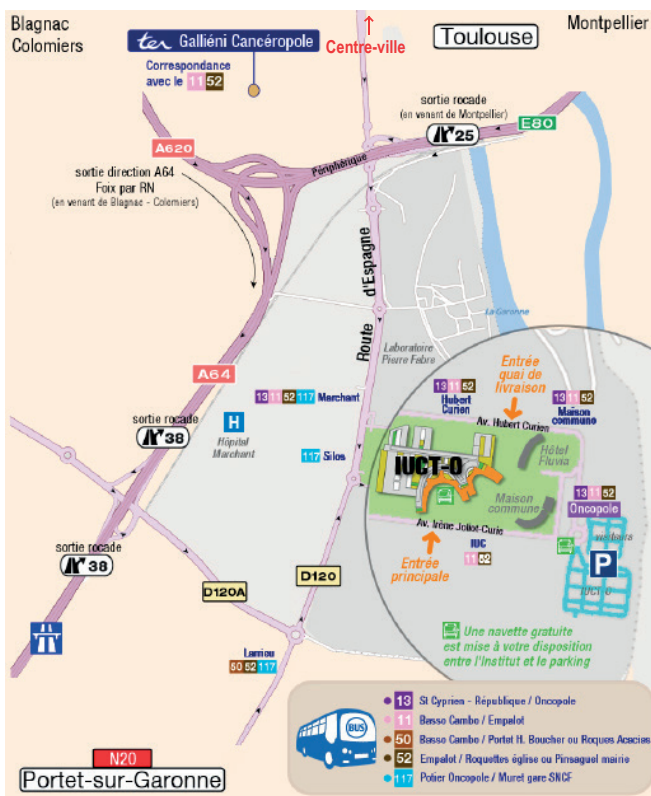 Blagnac
Colomiers
ter Galliéni Cancéropole
Centre-ville
Toulouse
Montpellier
Correspondance
avec le 11 52
sortie rocade
(en venant de Montpellier)
25
E80
A620
Périphérique
sortie direction A64
Foix par RN
(en venant de Blagnac - Colomiers)
Route d'Espagne
La Garonne
Laboratoire
Pierre Fabre
Entrée
quai de
livraison
A64
13 11 52 117 Marchant
13 11 52
Hubert
Curien
13 11 52
Maison
commune
Av. Hubert Curien
sortie rocade
38
H
Hôpital
Marchant
117 Silos
IUCT-O
Hôtel
Fluvia
Maison
commune
13 11 52
Oncopole
Av. Irène Joliot-Curie
IUC
11 52
Entrée
principale
P
IUCT-O
sortie rocade
38
D120A
D120
Larrieu
50 52 117
Une navette gratuite
est mise à votre disposition
entre l'Institut et le parking
BUS
13 St Cyprien - République / Oncopole
11 Basso Cambo / Empalot
50 Basso Cambo / Portet H. Boucher ou Roques Acacias
52 Empalot / Roquettes église ou Pinsaguel mairie
117 Potier Oncopole / Muret gare SNCF
N20
Portet-sur-Garonne